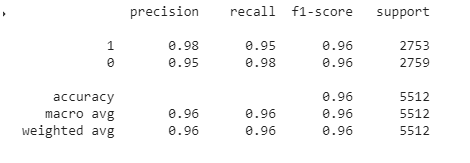 precision recall f1-score support
1 0.98 0.95 0.96 2753
0 0.95 0.98 0.96 2759
accuracy 0.96 5512
macro avg 0.96 0.96 0.96 5512
weighted avg 0.96 0.96 0.96 5512